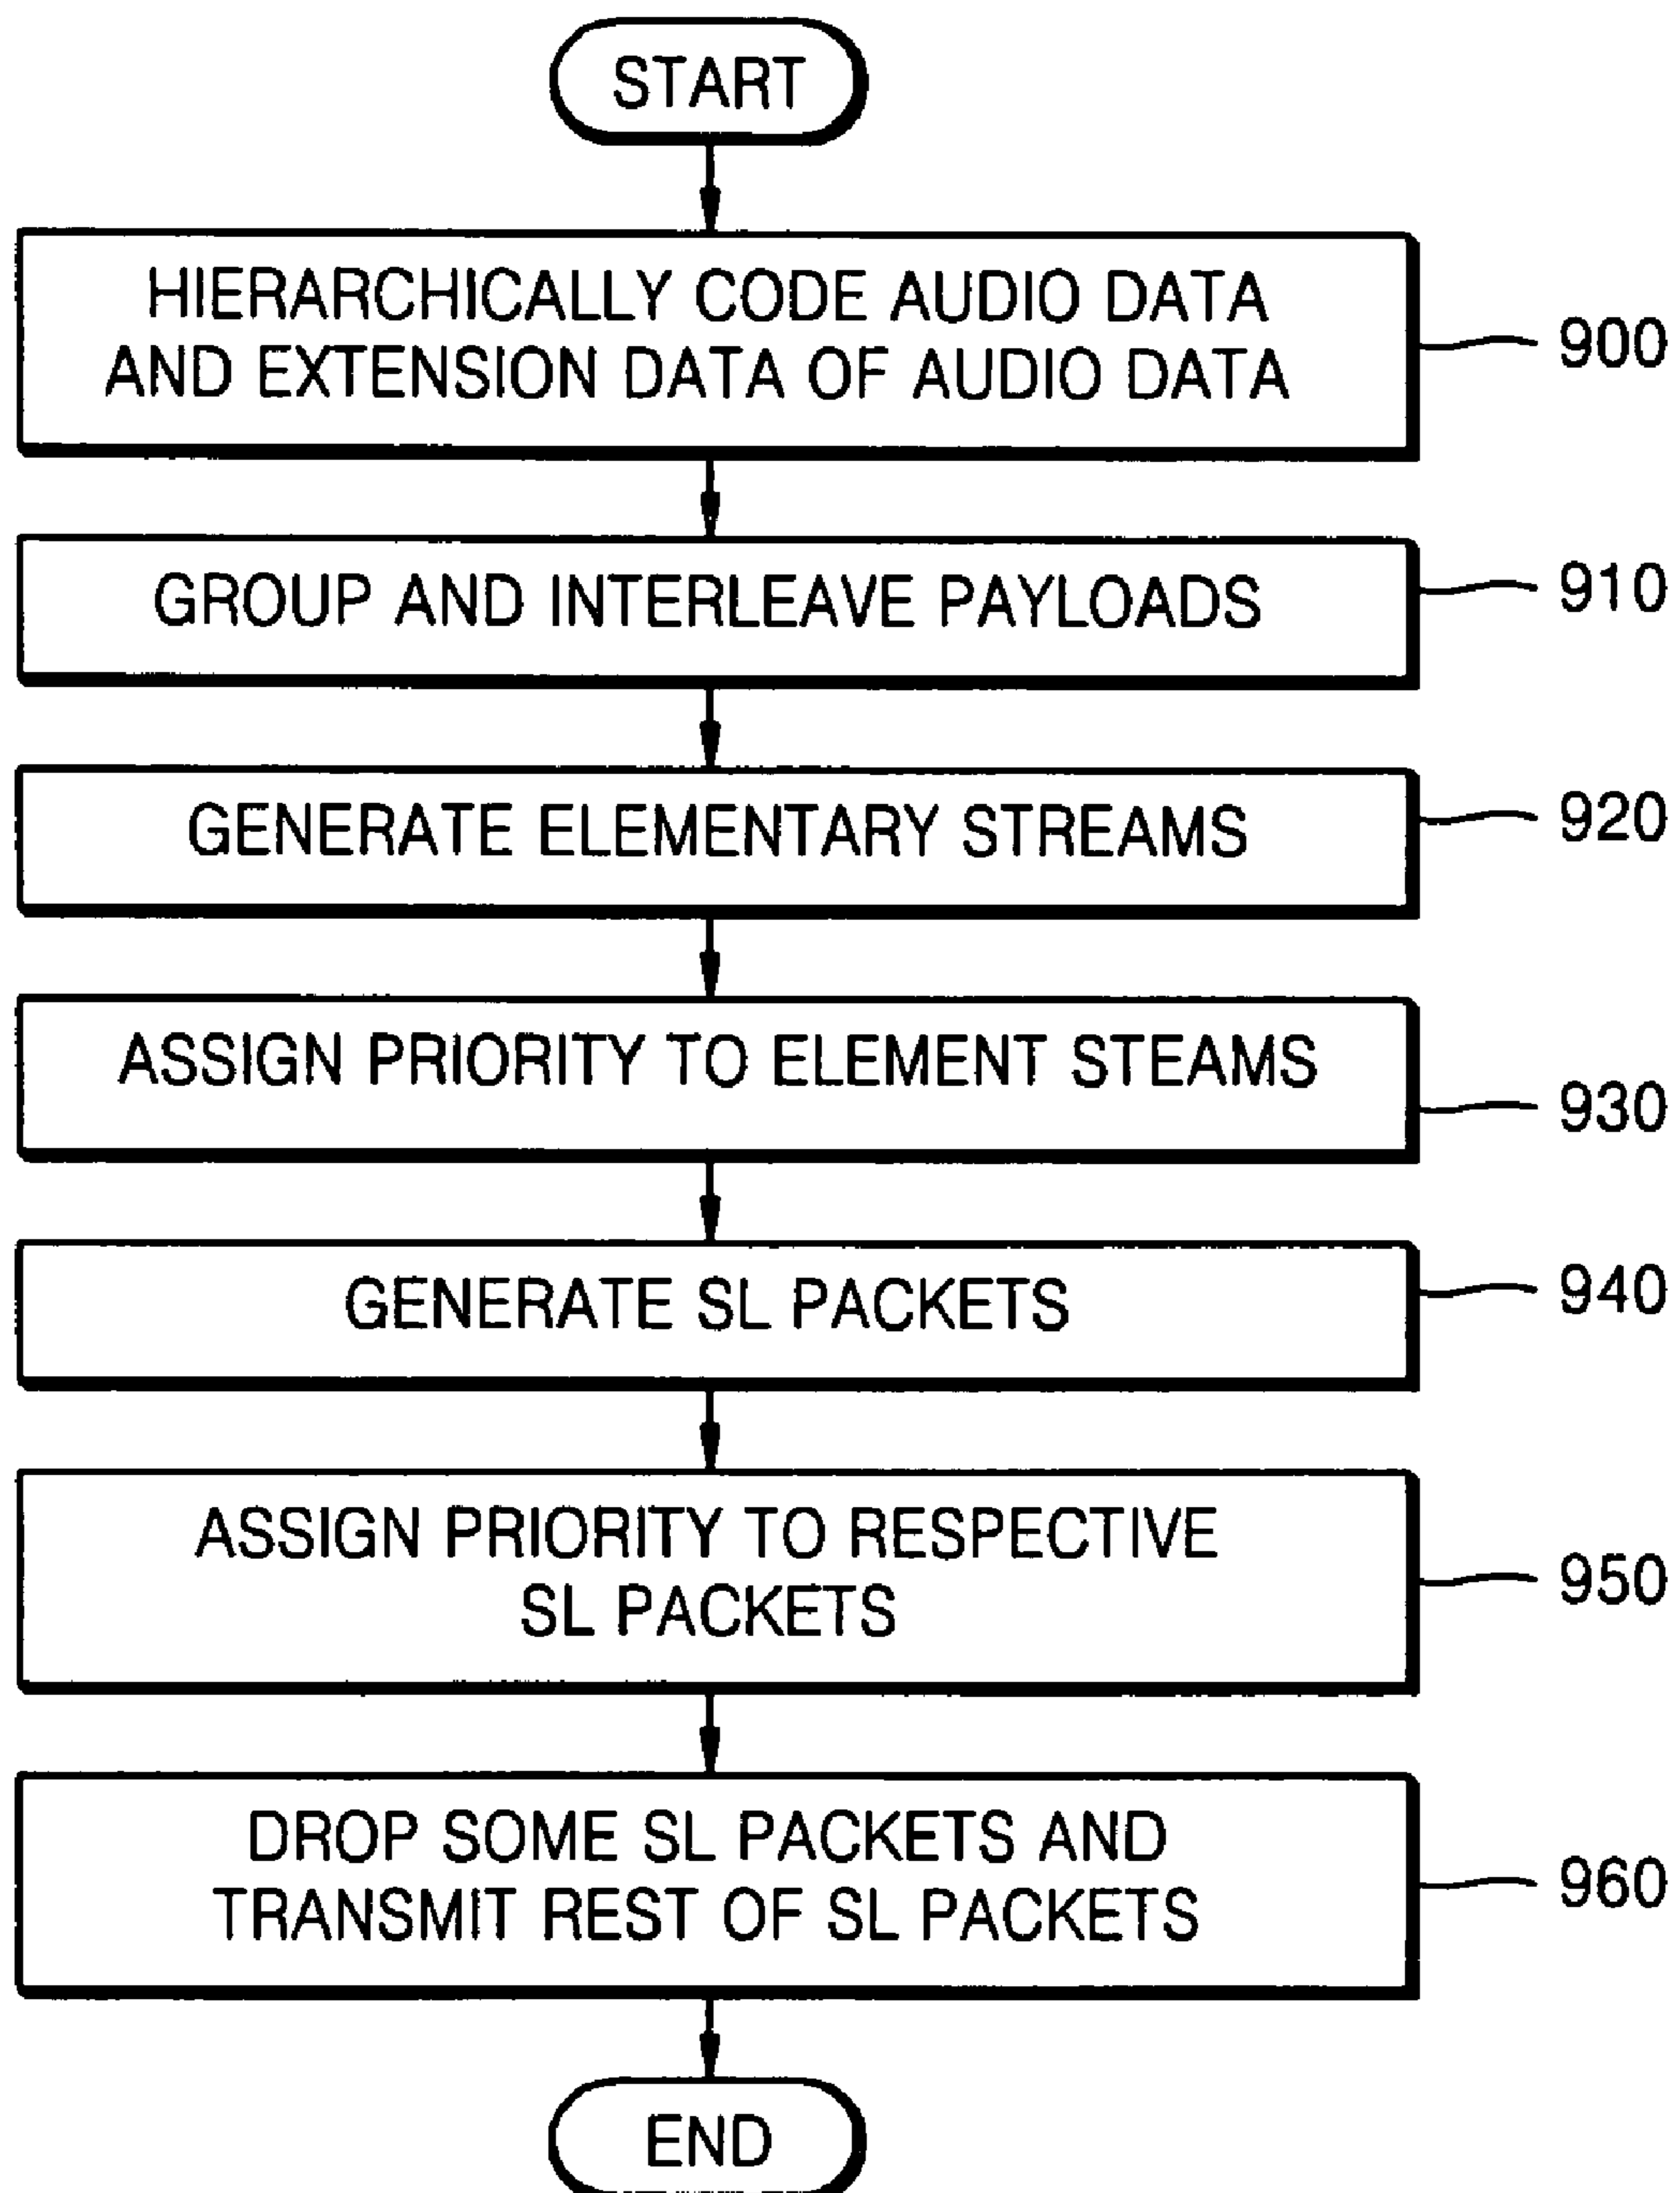 START
HIERARCHICALLY CODE AUDIO DATA
AND EXTENSION DATA OF AUDIO DATA
900
GROUP AND INTERLEAVE PAYLOADS
910
GENERATE ELEMENTARY STREAMS
920
ASSIGN PRIORITY TO ELEMENT STEAMS
930
GENERATE SL PACKETS
940
ASSIGN PRIORITY TO RESPECTIVE
SL PACKETS
950
DROP SOME SL PACKETS AND
TRANSMIT REST OF SL PACKETS
960
END